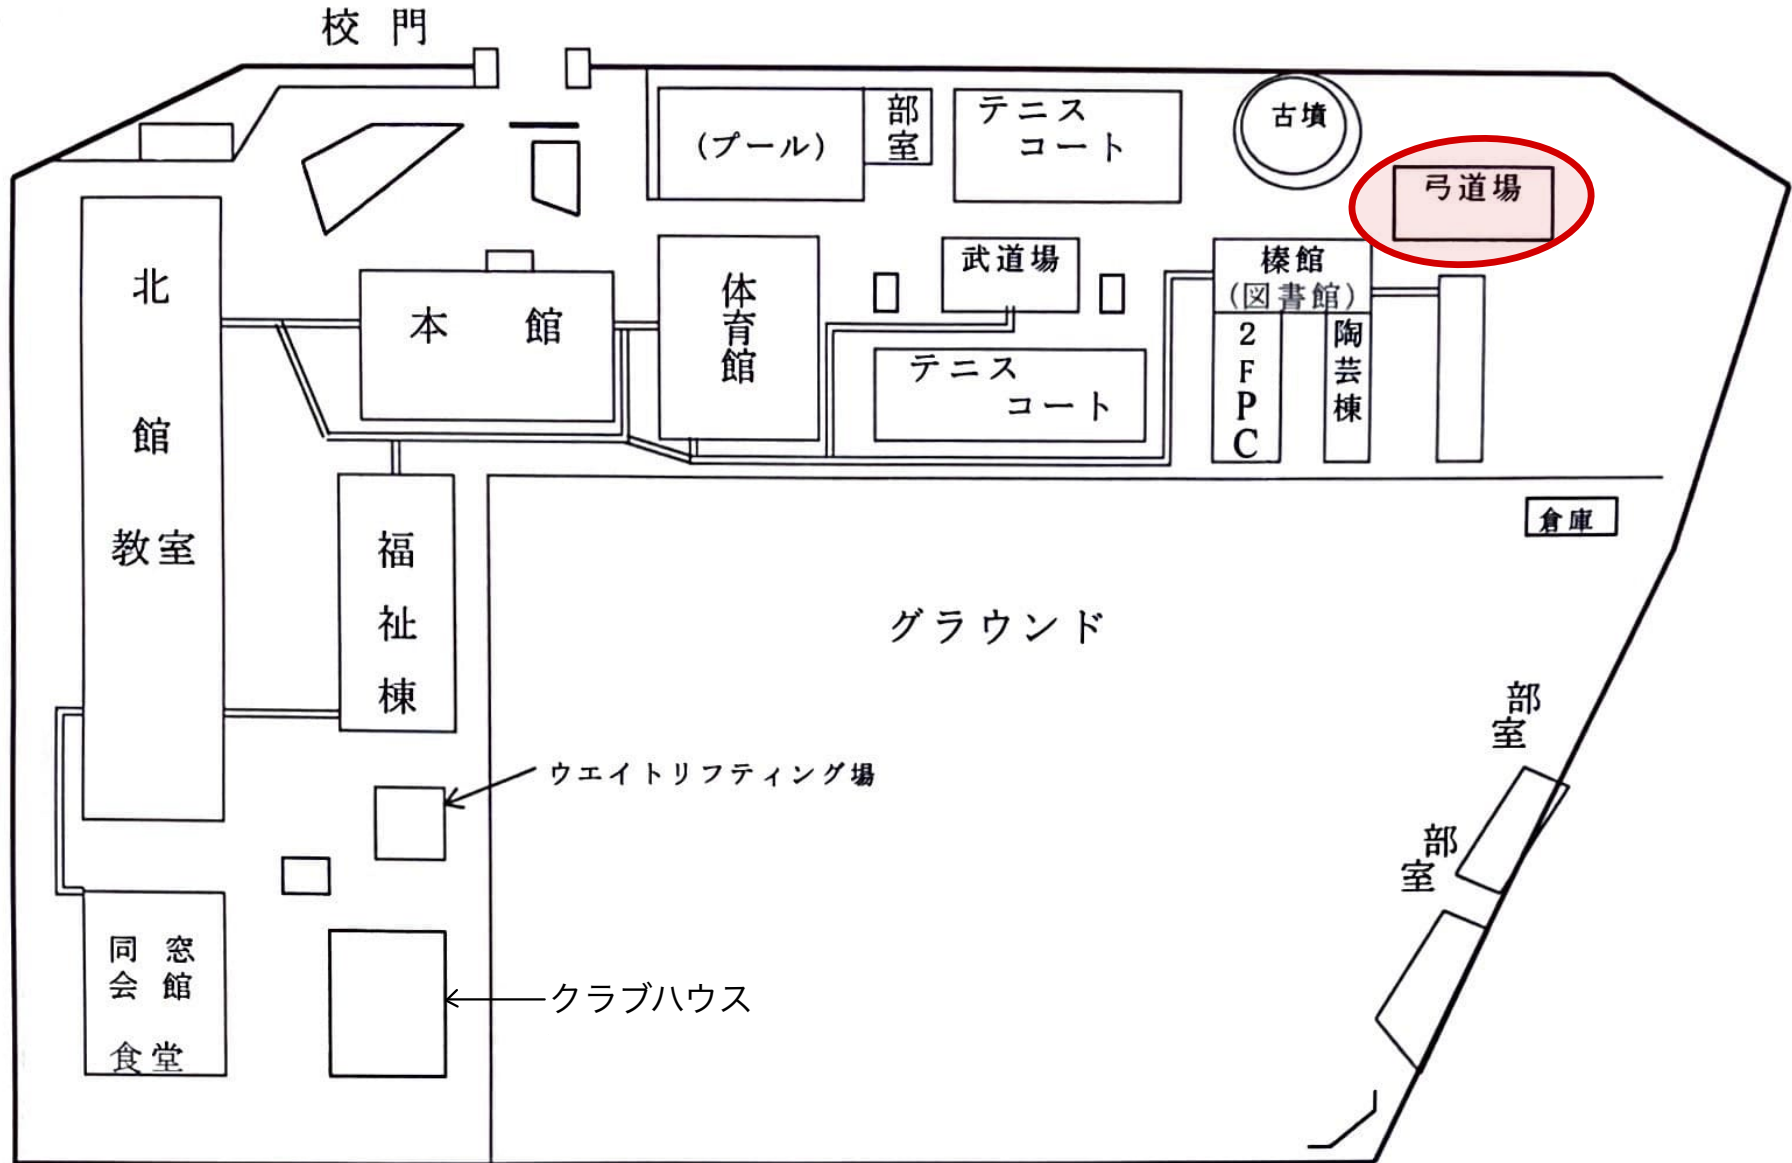 校門
(プール)
部室
テニス
コート
古墳
弓道場
北館
教室
本館
体育館
武道場
テニス
コート
榛館
(図書館)
2FPC
陶芸棟
倉庫
福祉棟
グラウンド
ウエイトリフティング場
部室
部室
同窓
会館
食堂
クラブハウス